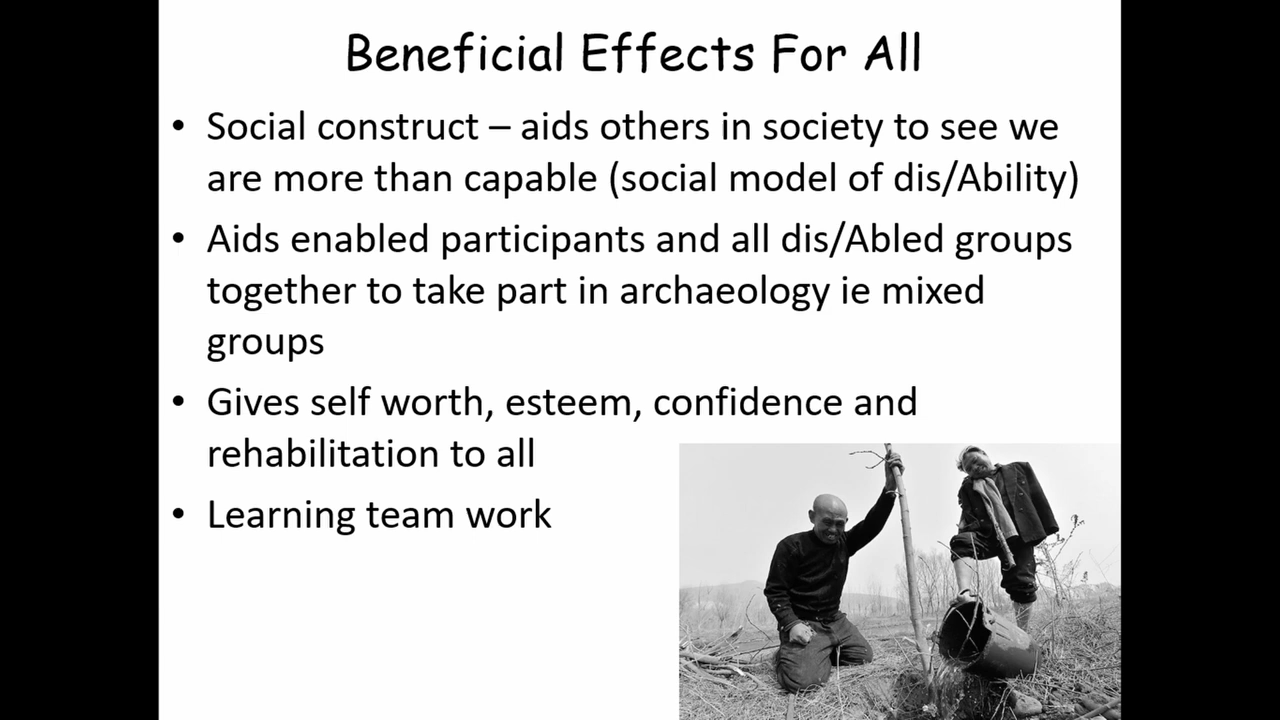 Beneficial Effects For All
• Social construct – aids others in society to see we
are more than capable (social model of dis/Ability)
• Aids enabled participants and all dis/Abled groups
together to take part in archaeology ie mixed
groups
• Gives self worth, esteem, confidence and
rehabilitation to all
• Learning team work